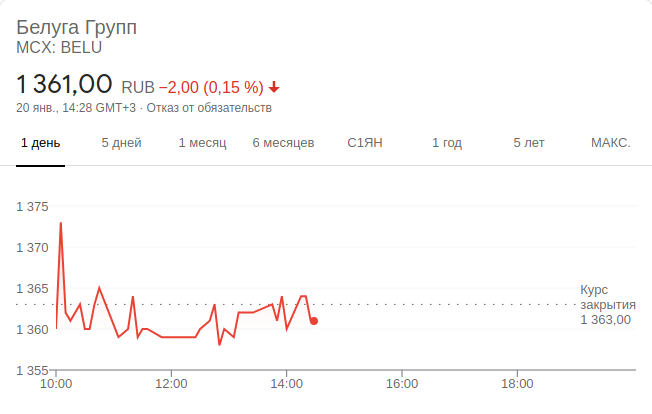 Белуга Групп
MCX: BELU
1 361,00 RUB −2,00 (0,15 %)
20 янв., 14:28 GMT+3 · Отказ от обязательств
1 день 5 дней 1 месяц 6 месяцев С1ЯН 1 год 5 лет МАКС.
1 375
1 370
1 365
1 360
1 355
Курс
закрытия
1 363,00
10:00 12:00 14:00 16:00 18:00